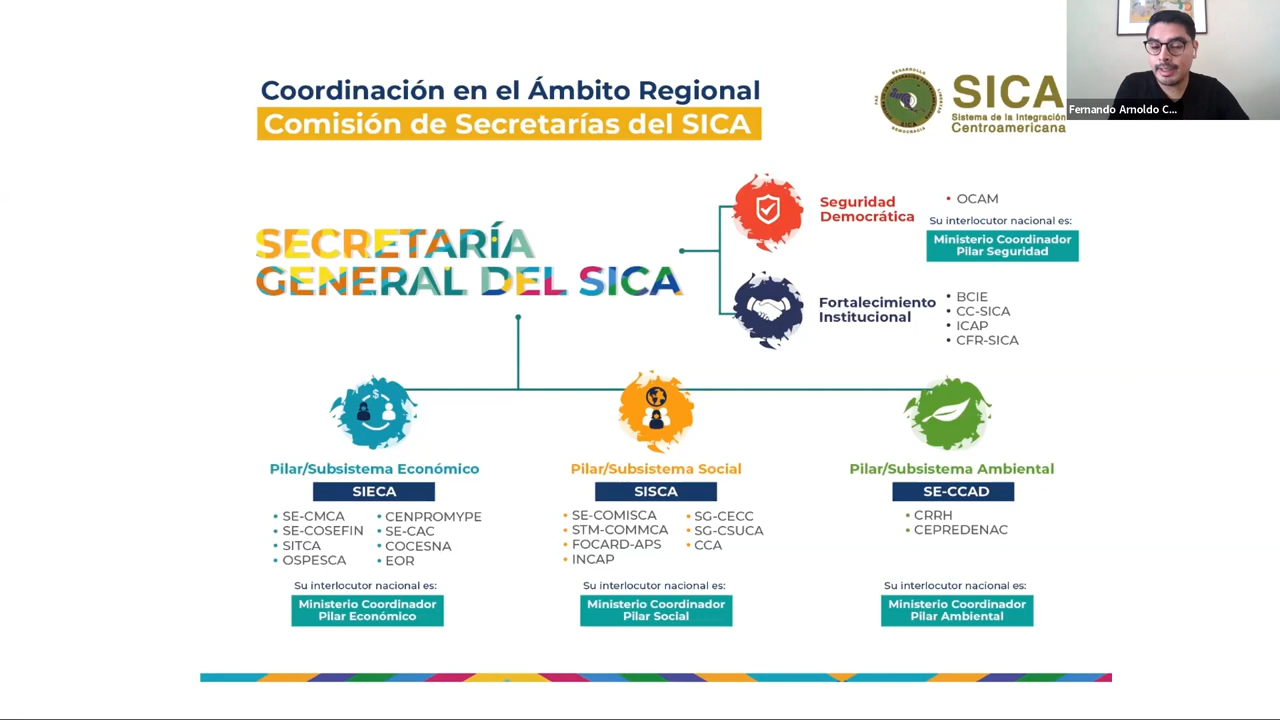 Coordinación en el Ámbito Regional
Comisión de Secretarías del SICA
SICA
Sistema de la Integración
Centroamericana
Fernando Arnoldo C...
SECRETARÍA
GENERAL DEL SICA
Seguridad
Democrática
• OCAM
Su interlocutor nacional es:
Ministerio Coordinador
Pilar Seguridad
Fortalecimiento
Institucional
• BCIE
• CC-SICA
• ICAP
• CFR-SICA
Pilar/Subsistema Económico
SIECA
• SE-CMCA
• SE-COSEFIN
• SITCA
• OSPESCA
• CENPROMYPE
• SE-CAC
• COCESNA
• EOR
Su interlocutor nacional es:
Ministerio Coordinador
Pilar Económico
Pilar/Subsistema Social
SISCA
• SE-COMISCA
• STM-COMMCA
• FOCARD-APS
• INCAP
• SG-CECC
• SG-CSUCA
• CCA
Su interlocutor nacional es:
Ministerio Coordinador
Pilar Social
Pilar/Subsistema Ambiental
SE-CCAD
• CRRH
• CEPREDENAC
Su interlocutor nacional es:
Ministerio Coordinador
Pilar Ambiental